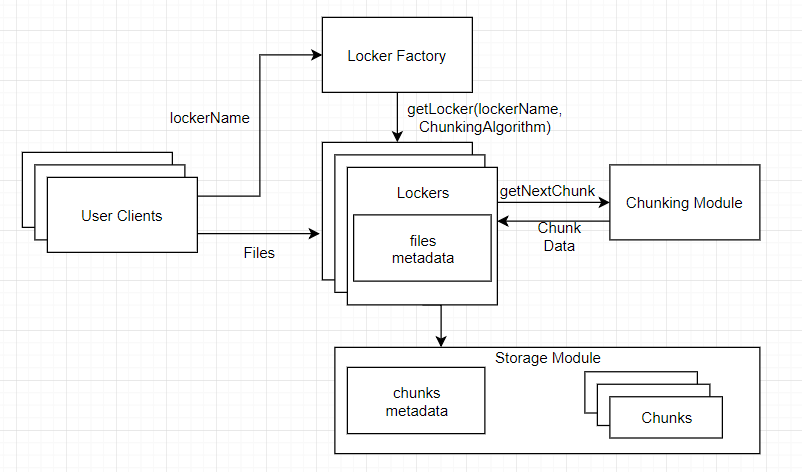 Locker Factory
lockerName
getLocker(lockerName,
ChunkingAlgorithm)
User Clients
Files
Lockers
files
metadata
getNextChunk
Chunk
Data
Chunking Module
Storage Module
chunks
metadata
Chunks